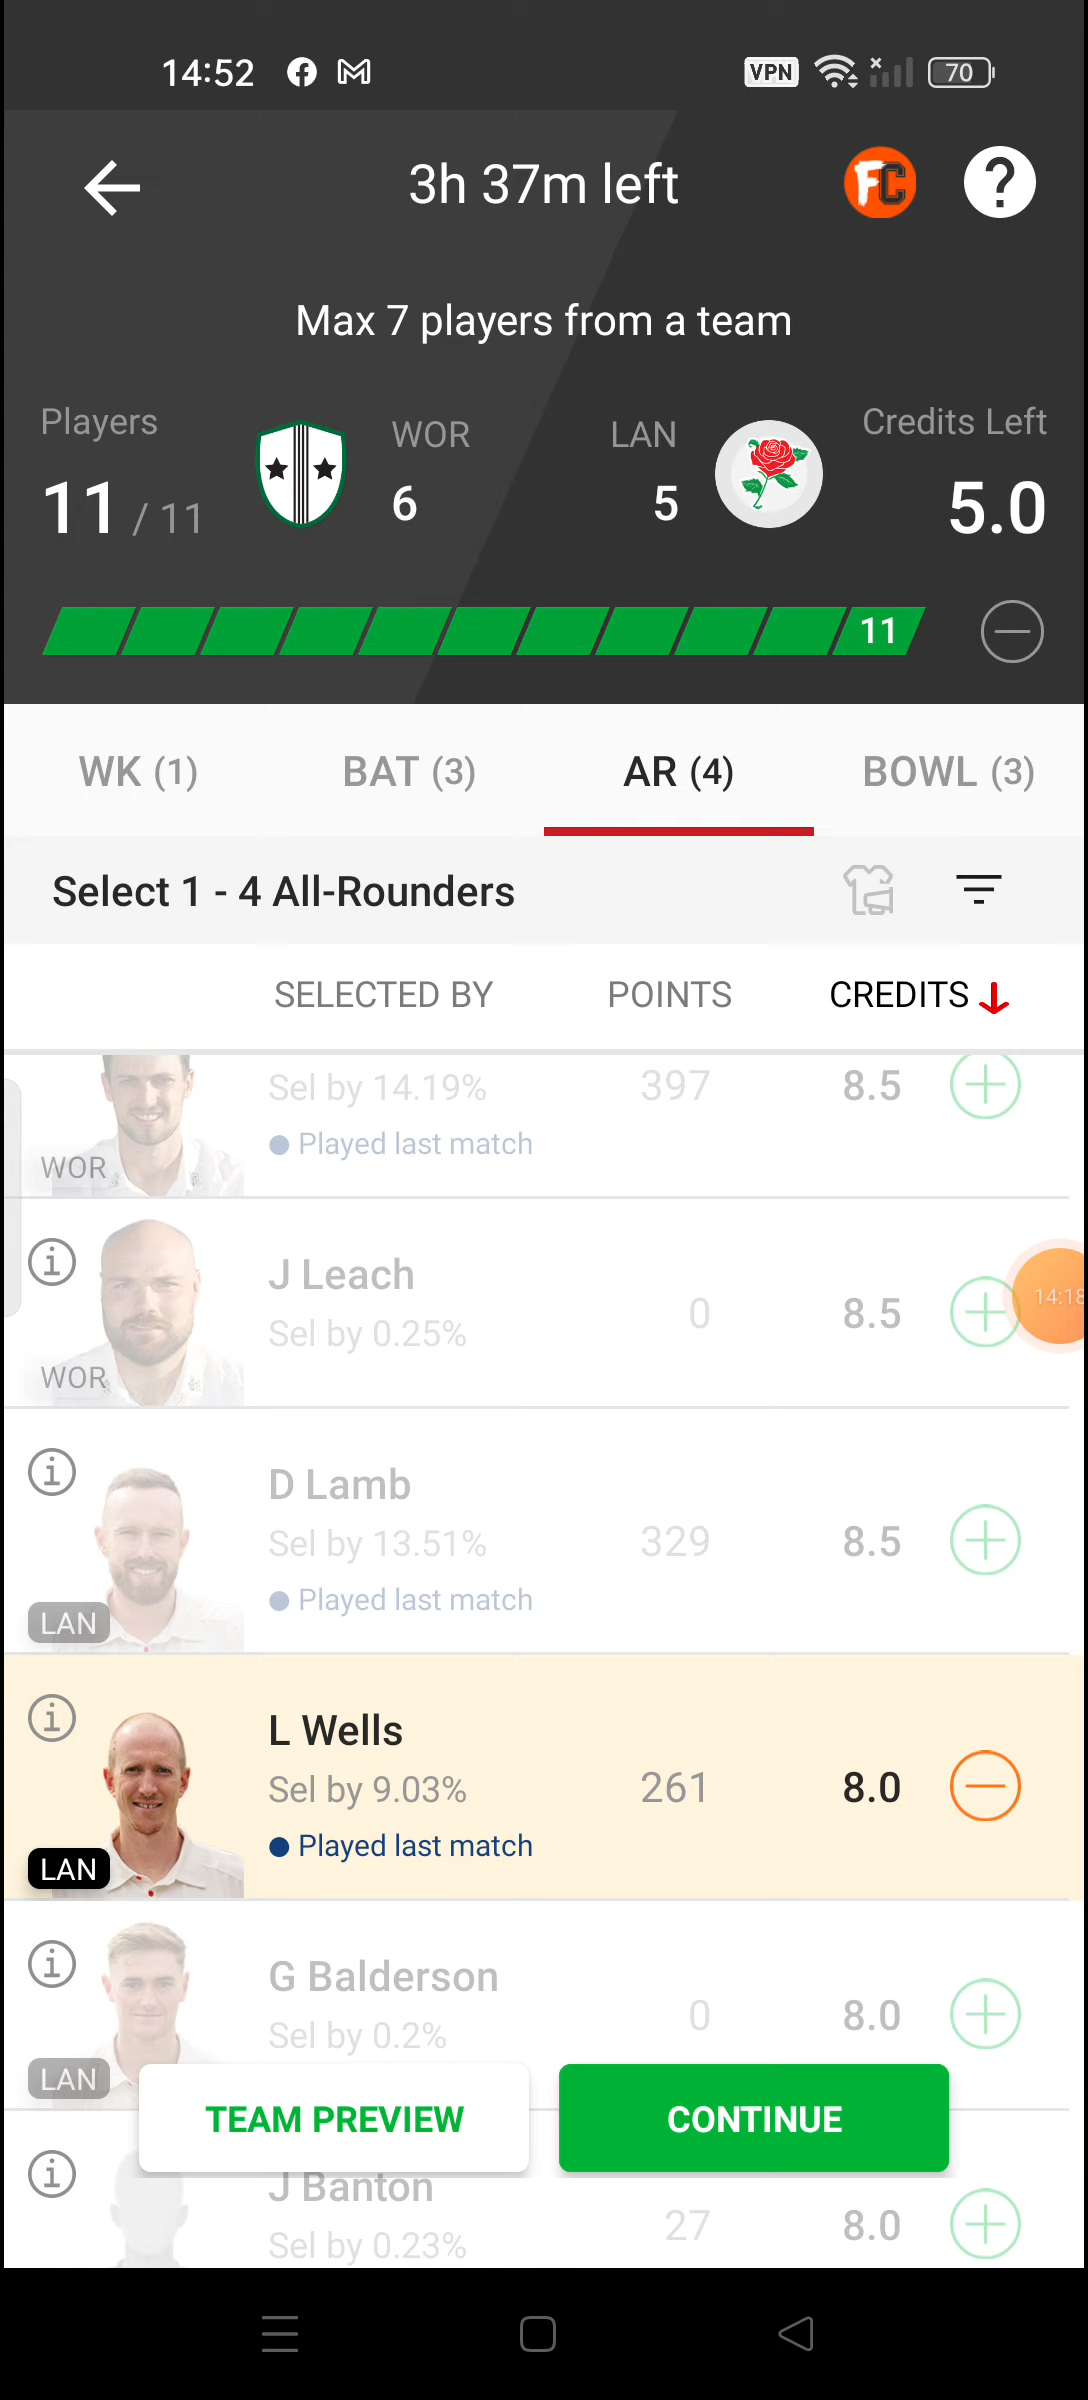 14:52 VPN 70
3h 37m left FC ?
Max 7 players from a team
Players WOR LAN Credits Left
11 / 11 6 5 5.0
11
WK (1) BAT (3) AR (4) BOWL (3)
Select 1 - 4 All-Rounders
SELECTED BY POINTS CREDITS
Sel by 14.19% 397 8.5
Played last match
WOR
J Leach
Sel by 0.25% 0 8.5
14:18
WOR
D Lamb
Sel by 13.51% 329 8.5
Played last match
LAN
L Wells
Sel by 9.03% 261 8.0
Played last match
LAN
G Balderson
Sel by 0.2% 0 8.0
LAN
TEAM PREVIEW CONTINUE
J Banton
Sel by 0.23% 27 8.0